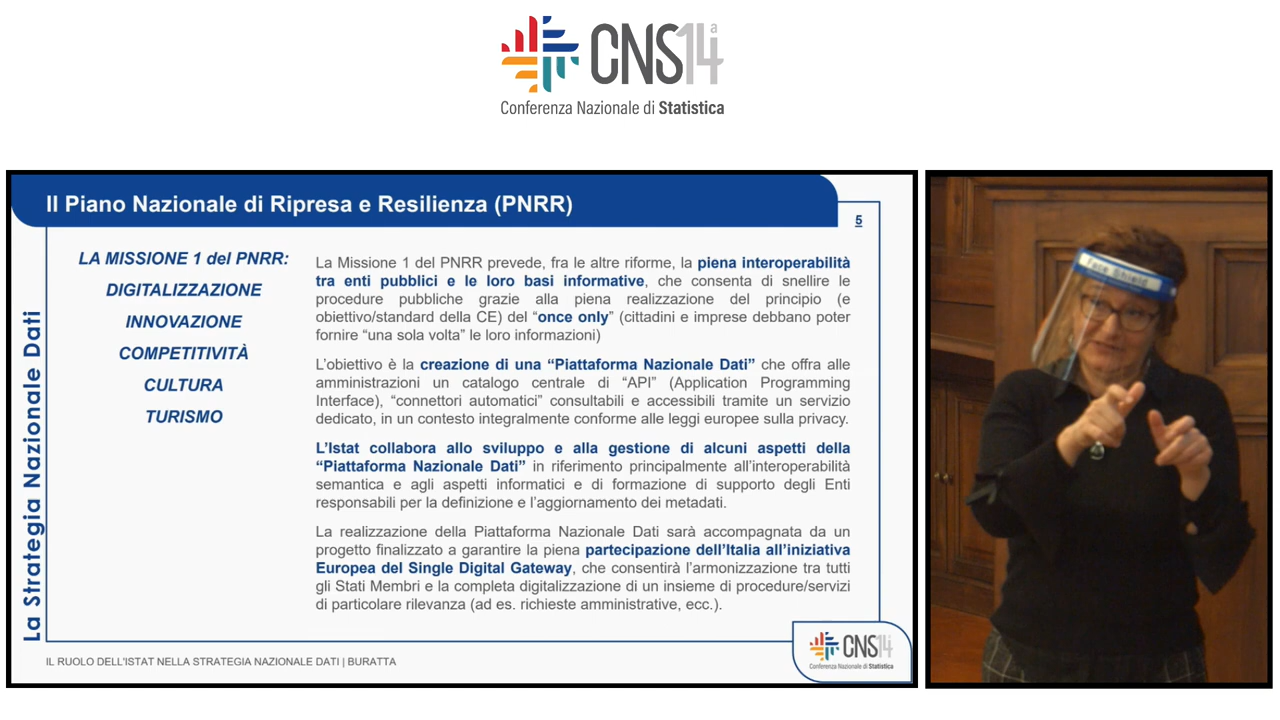 CNS14ª
Conferenza Nazionale di Statistica
Il Piano Nazionale di Ripresa e Resilienza (PNRR)
5
La Strategia Nazionale Dati
LA MISSIONE 1 del PNRR:
DIGITALIZZAZIONE
INNOVAZIONE
COMPETITIVITÀ
CULTURA
TURISMO
La Missione 1 del PNRR prevede, fra le altre riforme, la piena interoperabilità
tra enti pubblici e le loro basi informative, che consenta di snellire le
procedure pubbliche grazie alla piena realizzazione del principio (e
obiettivo/standard della CE) del “once only” (cittadini e imprese debbano poter
fornire “una sola volta” le loro informazioni)
L’obiettivo è la creazione di una “Piattaforma Nazionale Dati” che offra alle
amministrazioni un catalogo centrale di “API” (Application Programming
Interface), “connettori automatici” consultabili e accessibili tramite un servizio
dedicato, in un contesto integralmente conforme alle leggi europee sulla privacy.
L’Istat collabora allo sviluppo e alla gestione di alcuni aspetti della
“Piattaforma Nazionale Dati” in riferimento principalmente all’interoperabilità
semantica e agli aspetti informatici e di formazione di supporto degli Enti
responsabili per la definizione e l’aggiornamento dei metadati.
La realizzazione della Piattaforma Nazionale Dati sarà accompagnata da un
progetto finalizzato a garantire la piena partecipazione dell’Italia all’iniziativa
Europea del Single Digital Gateway, che consentirà l’armonizzazione tra tutti
gli Stati Membri e la completa digitalizzazione di un insieme di procedure/servizi
di particolare rilevanza (ad es. richieste amministrative, ecc.).
IL RUOLO DELL'ISTAT NELLA STRATEGIA NAZIONALE DATI | BURATTA
CNS14ª
Conferenza Nazionale di Statistica
Face Shield